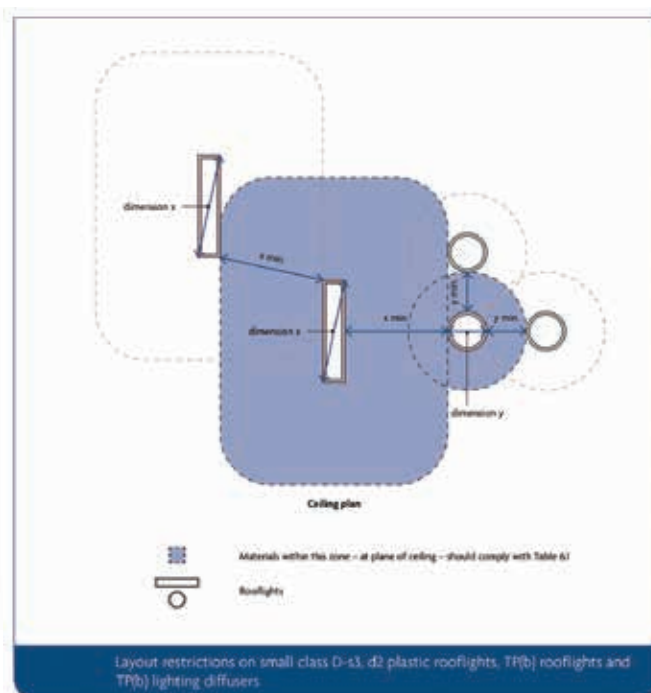 dimension x
x min.
y min.
x min.
y min.
dimension x
dimension y
Ceiling plan
Materials within this zone – at plane of ceiling – should comply with Table 6.1
Rooflights
Layout restrictions on small class D-s3, d2 plastic rooflights, TP(b) rooflights and
TP(b) lighting diffusers